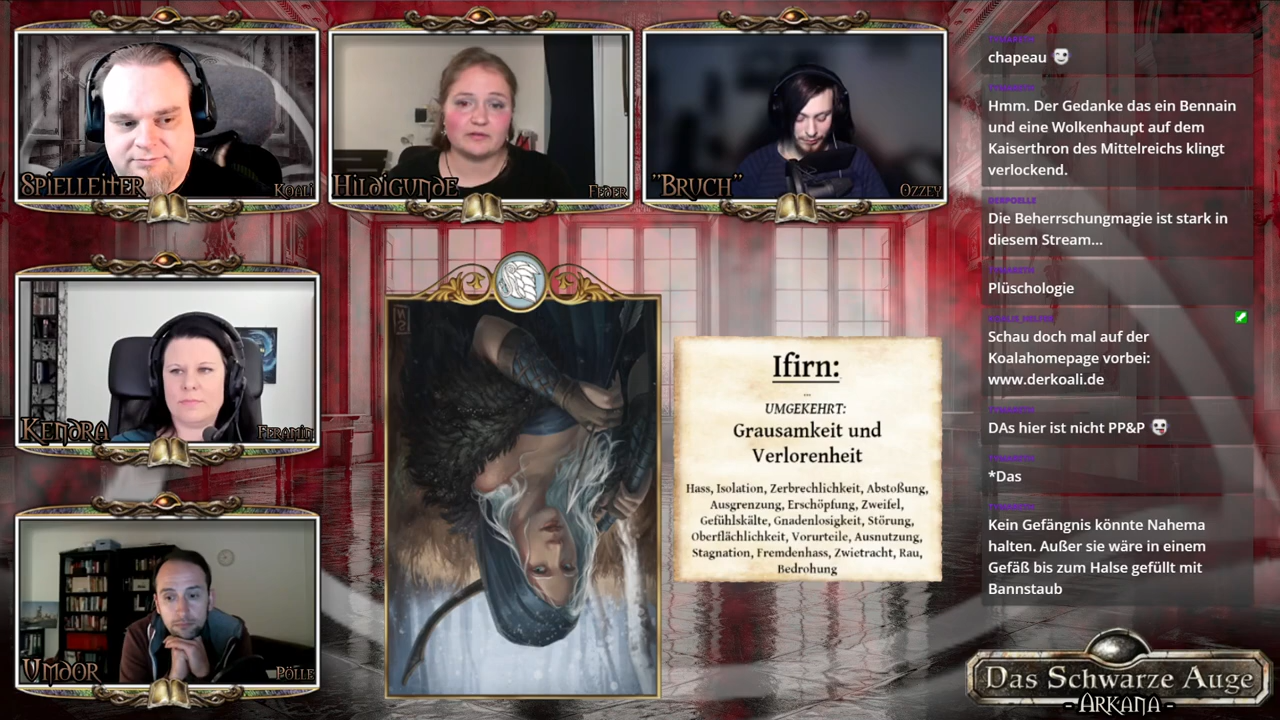 SPIELLEITER
KOALI
HILDIGUNDE
FEDER
"BRUCH"
OZZEY
KENDRA
FERAMIN
UMDOR
PÖLLE
Ifirn:
...
UMGEKEHRT:
Grausamkeit und
Verlorenheit
Hass, Isolation, Zerbrechlichkeit, Abstoßung,
Ausgrenzung, Erschöpfung, Zweifel,
Gefühlskälte, Gnadenlosigkeit, Störung,
Oberflächlichkeit, Vorurteile, Ausnutzung,
Stagnation, Fremdenhass, Zwietracht, Rau,
Bedrohung
chapeau
Hmm. Der Gedanke das ein Bennain
und eine Wolkenhaupt auf dem
Kaiserthron des Mittelreichs klingt
verlockend.
DERPOELLE
Die Beherrschungmagie ist stark in
diesem Stream...
Plüschologie
Schau doch mal auf der
Koalahomepage vorbei:
www.derkoali.de
DAs hier ist nicht PP&P
*Das
Kein Gefängnis könnte Nahema
halten. Außer sie wäre in einem
Gefäß bis zum Halse gefüllt mit
Bannstaub
DAS SCHWARZE AUGE
- ARKANA -